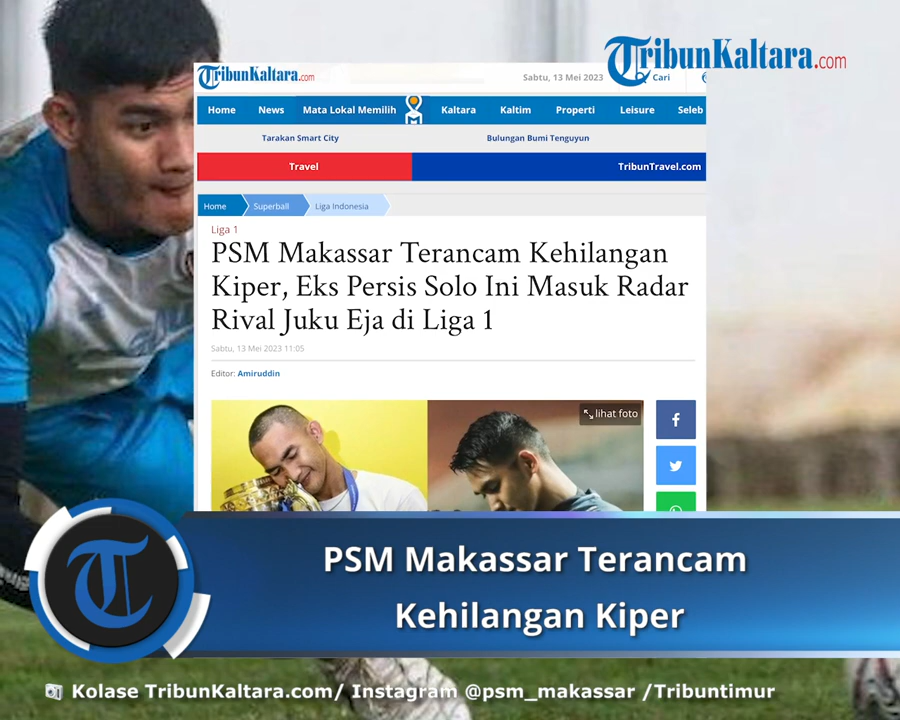 TribunKaltara.com
TribunKaltara.com
Sabtu, 13 Mei 2023
Cari
Home News Mata Lokal Memilih Kaltara Kaltim Properti Leisure Seleb
Tarakan Smart City Bulungan Bumi Tenguyun
Travel TribunTravel.com
Home Superball Liga Indonesia
Liga 1
PSM Makassar Terancam Kehilangan
Kiper, Eks Persis Solo Ini Masuk Radar
Rival Juku Eja di Liga 1
Sabtu, 13 Mei 2023 11:05
Editor: Amiruddin
lihat foto
PSM Makassar Terancam
Kehilangan Kiper
T
Kolase TribunKaltara.com/ Instagram @psm_makassar /Tribuntimur